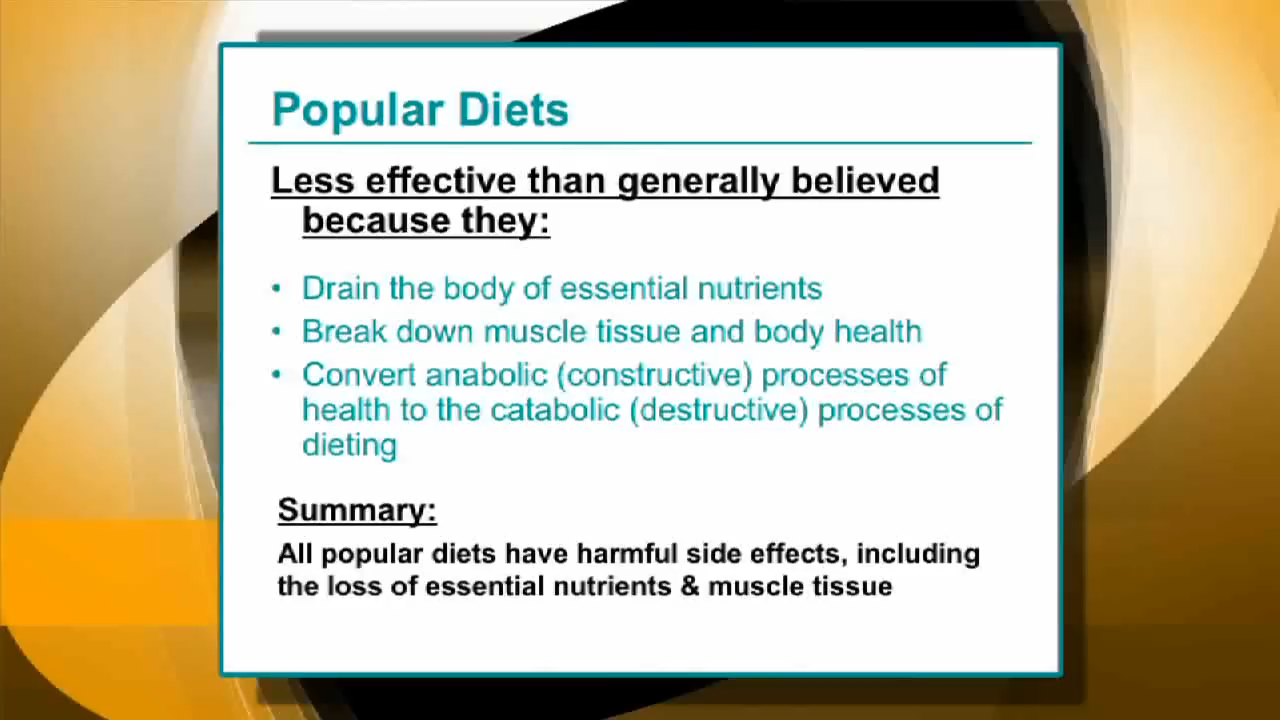 Popular Diets
Less effective than generally believed
because they:
• Drain the body of essential nutrients
• Break down muscle tissue and body health
• Convert anabolic (constructive) processes of
health to the catabolic (destructive) processes of
dieting
Summary:
All popular diets have harmful side effects, including
the loss of essential nutrients & muscle tissue